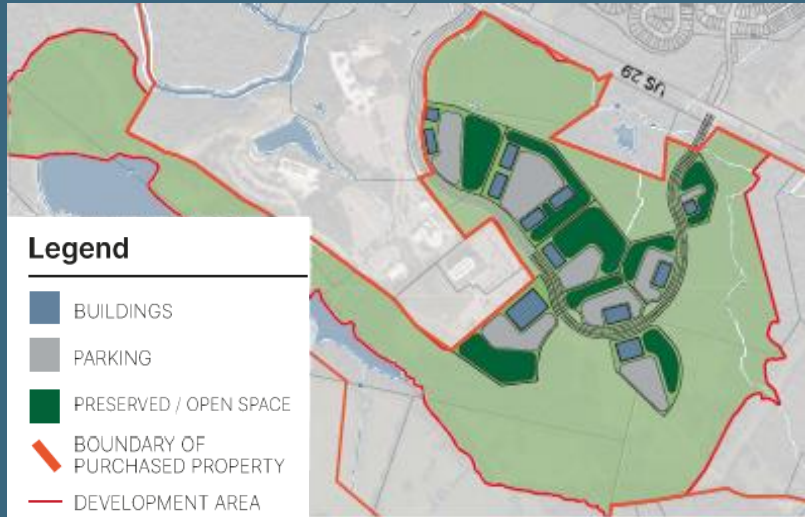 US 29
Legend
BUILDINGS
PARKING
PRESERVED / OPEN SPACE
BOUNDARY OF
PURCHASED PROPERTY
DEVELOPMENT AREA